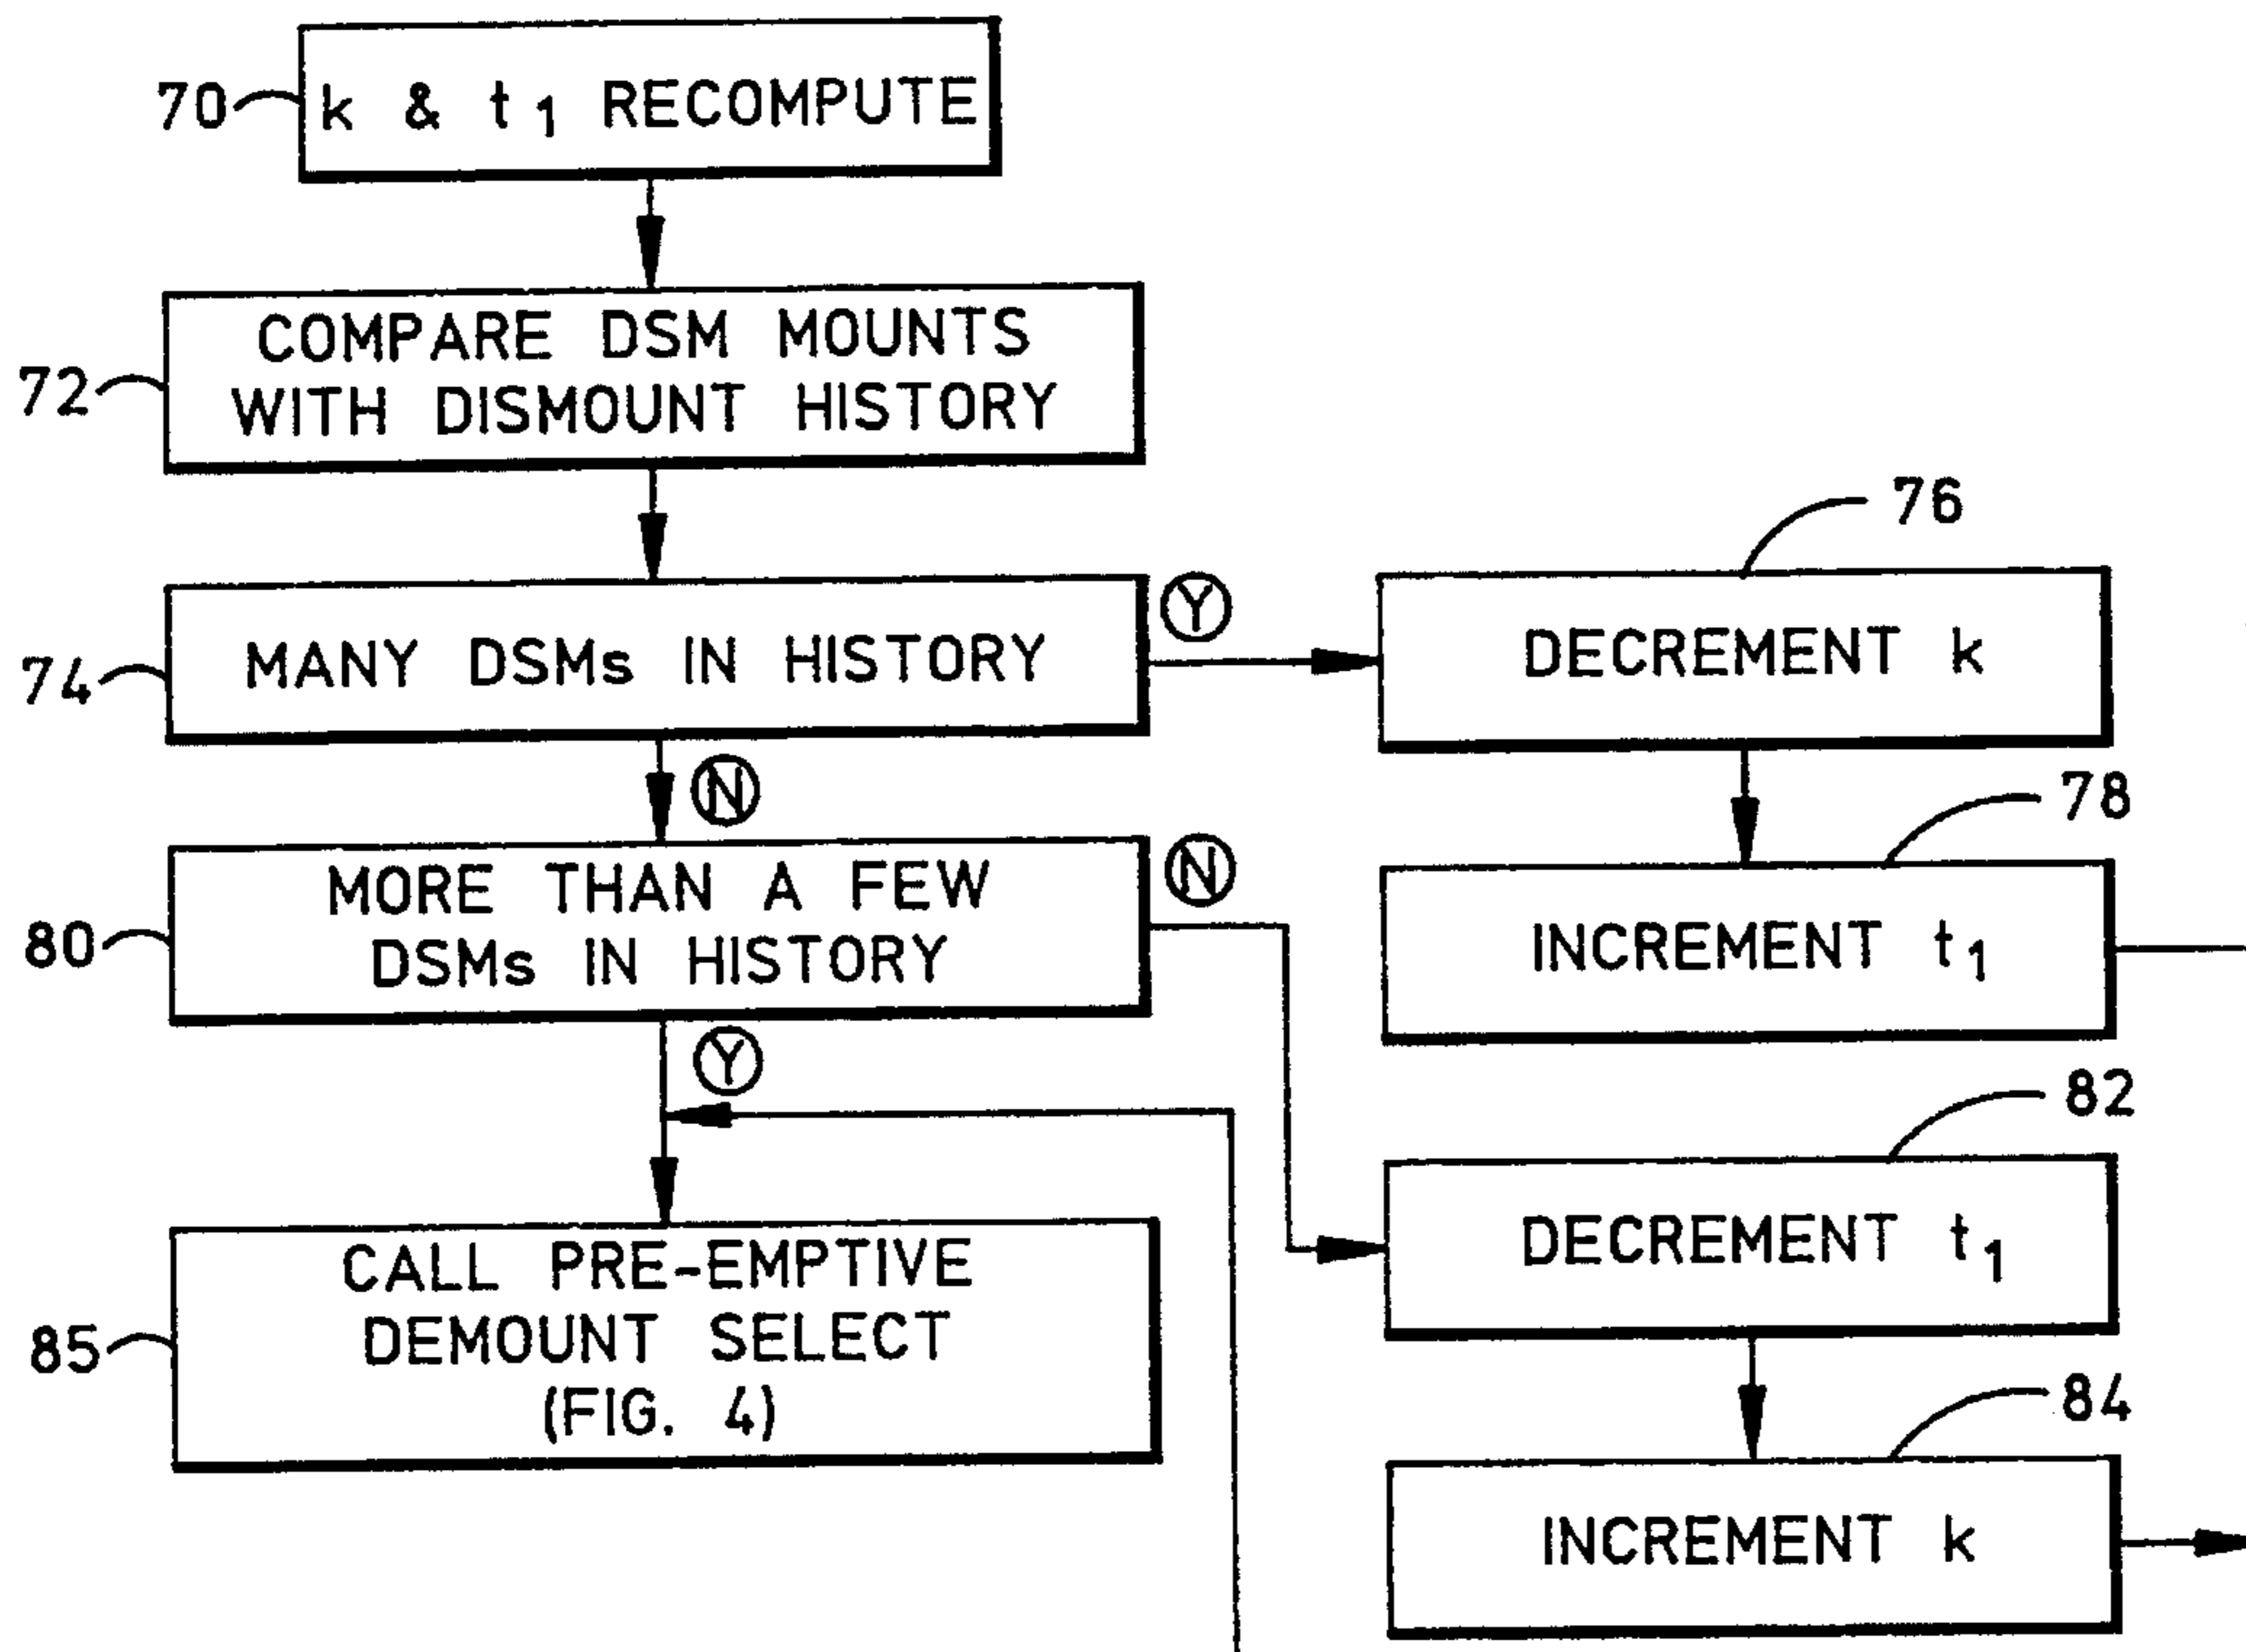 70
k & t1 RECOMPUTE
72
COMPARE DSM MOUNTS
WITH DISMOUNT HISTORY
74
MANY DSMs IN HISTORY
Y
76
DECREMENT k
N
78
INCREMENT t1
80
MORE THAN A FEW
DSMs IN HISTORY
N
Y
82
DECREMENT t1
85
CALL PRE-EMPTIVE
DEMOUNT SELECT
(FIG. 4)
84
INCREMENT k